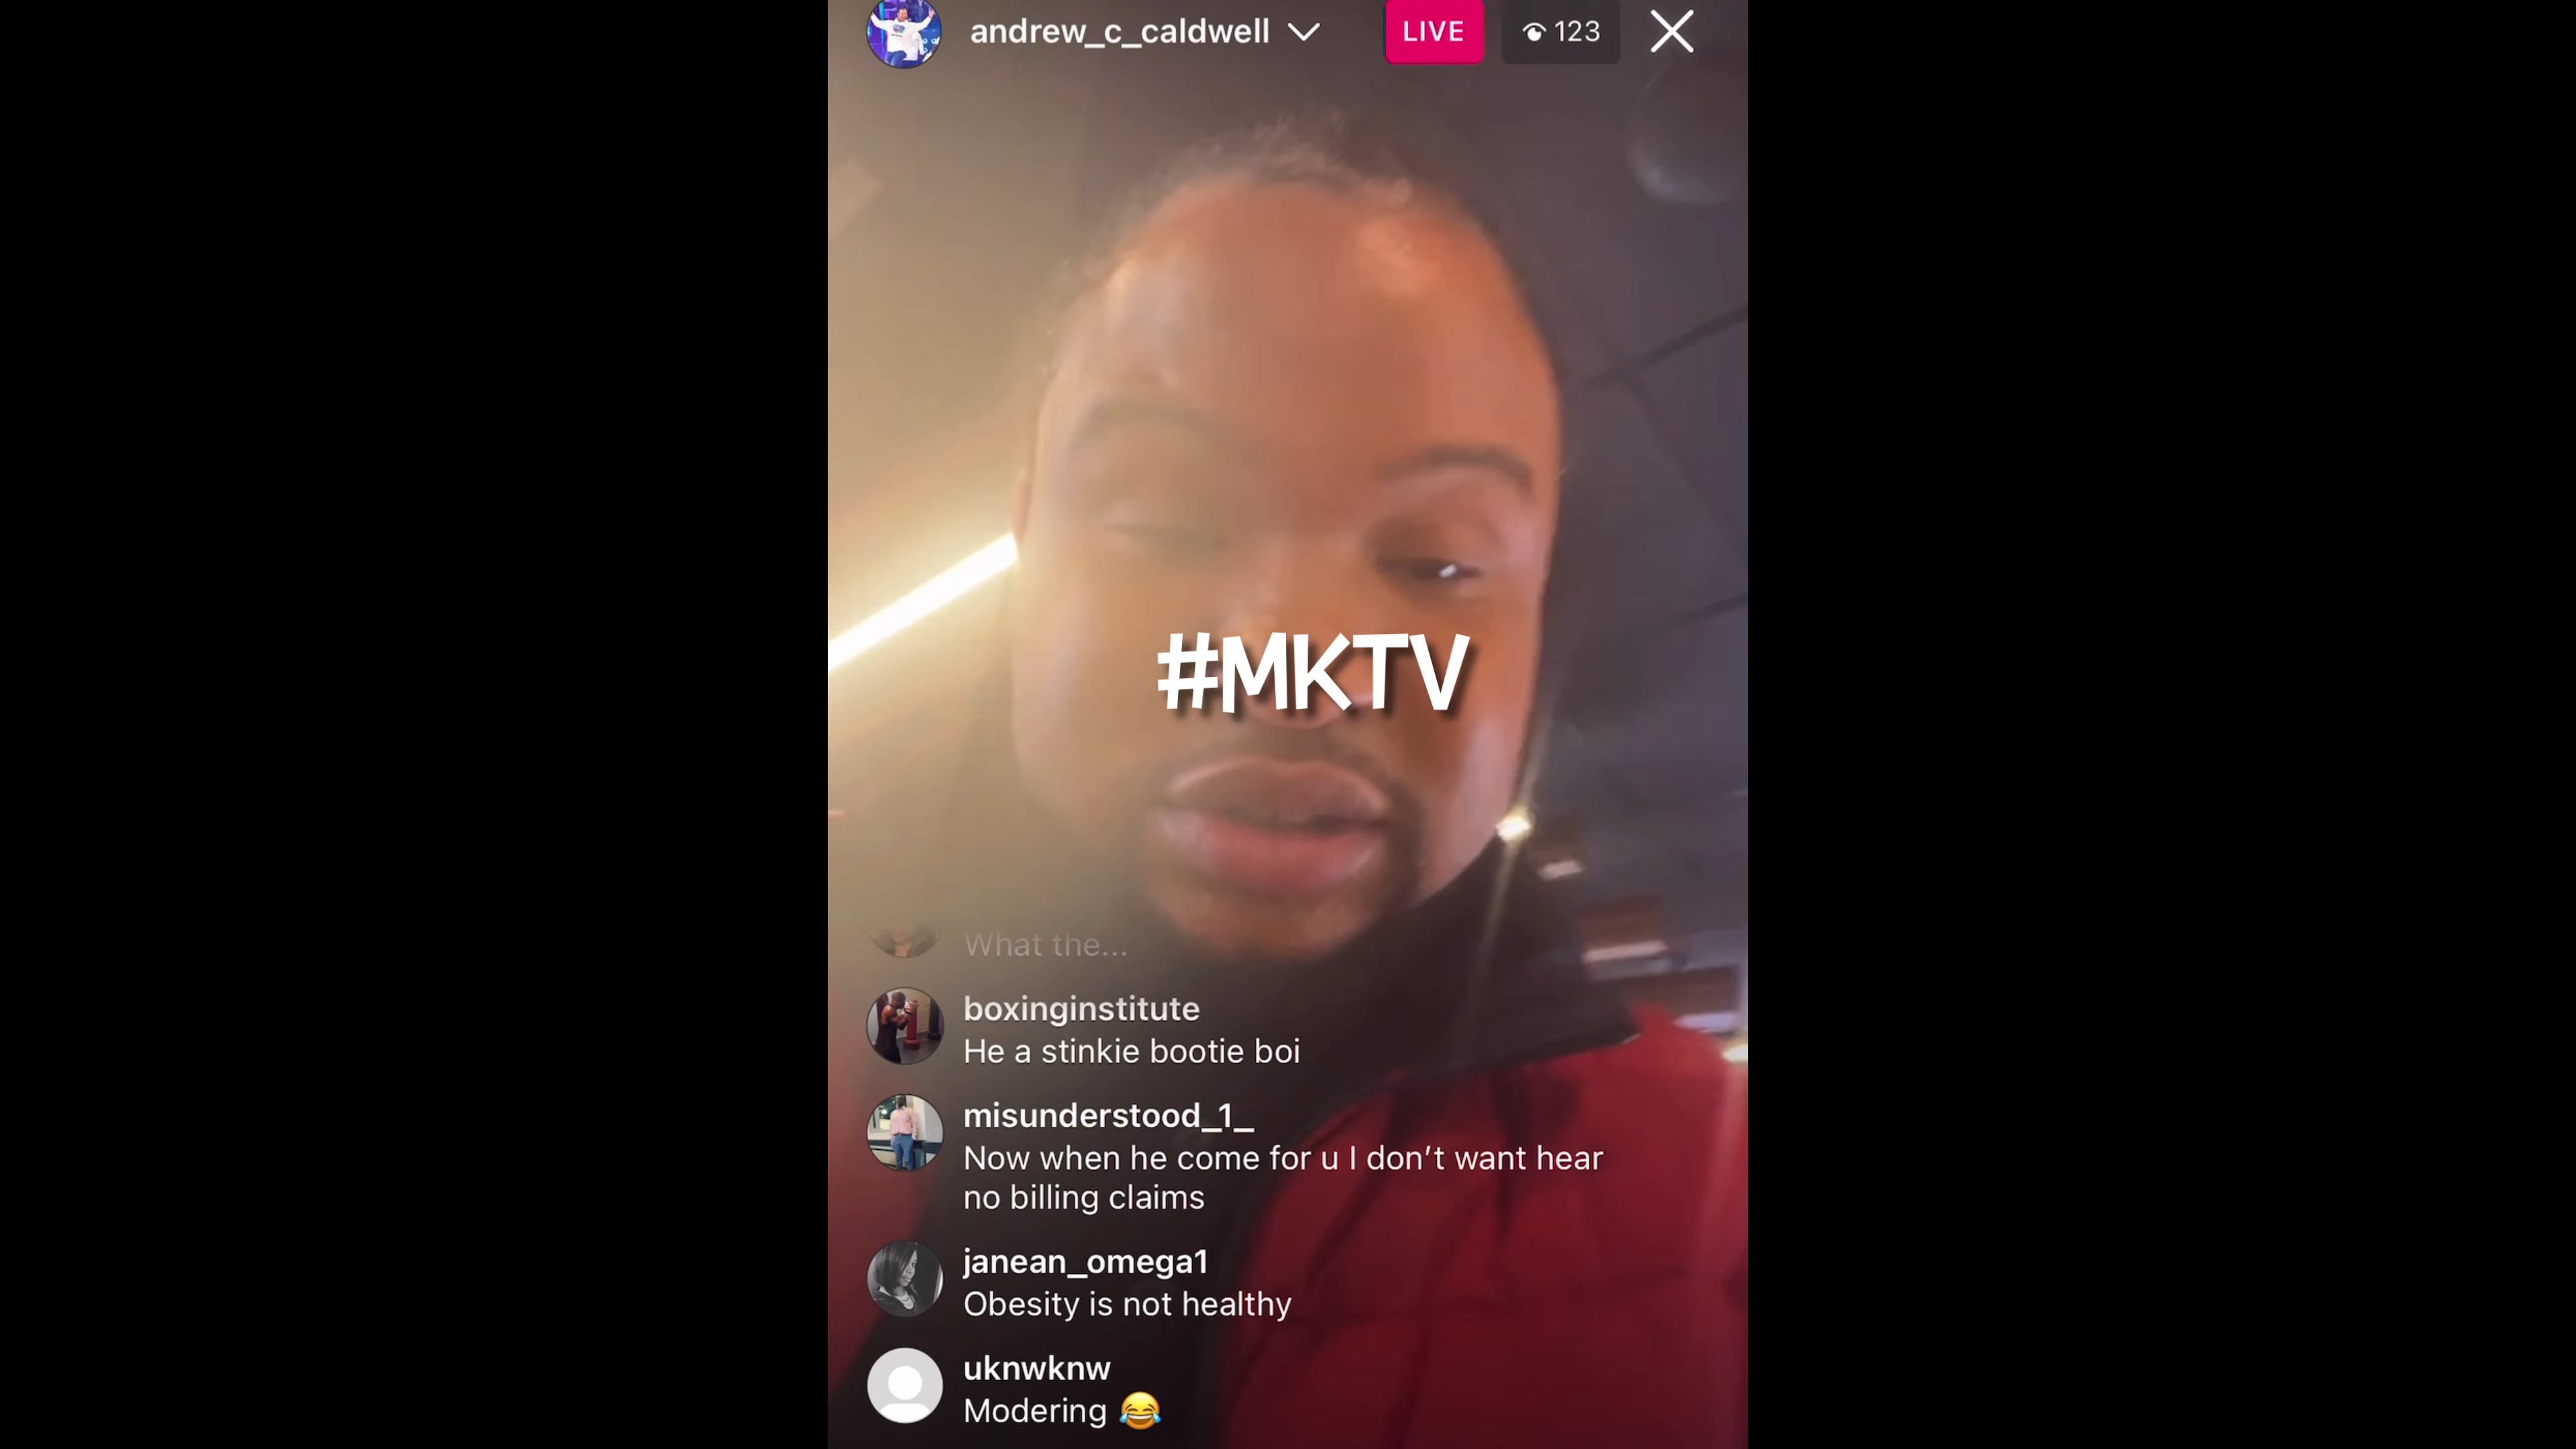 andrew_c_caldwell
LIVE
123
#MKTV
What the...
boxinginstitute
He a stinkie bootie boi
misunderstood_1_
Now when he come for u I don't want hear
no billing claims
janean_omega1
Obesity is not healthy
uknwknw
Modering 😂